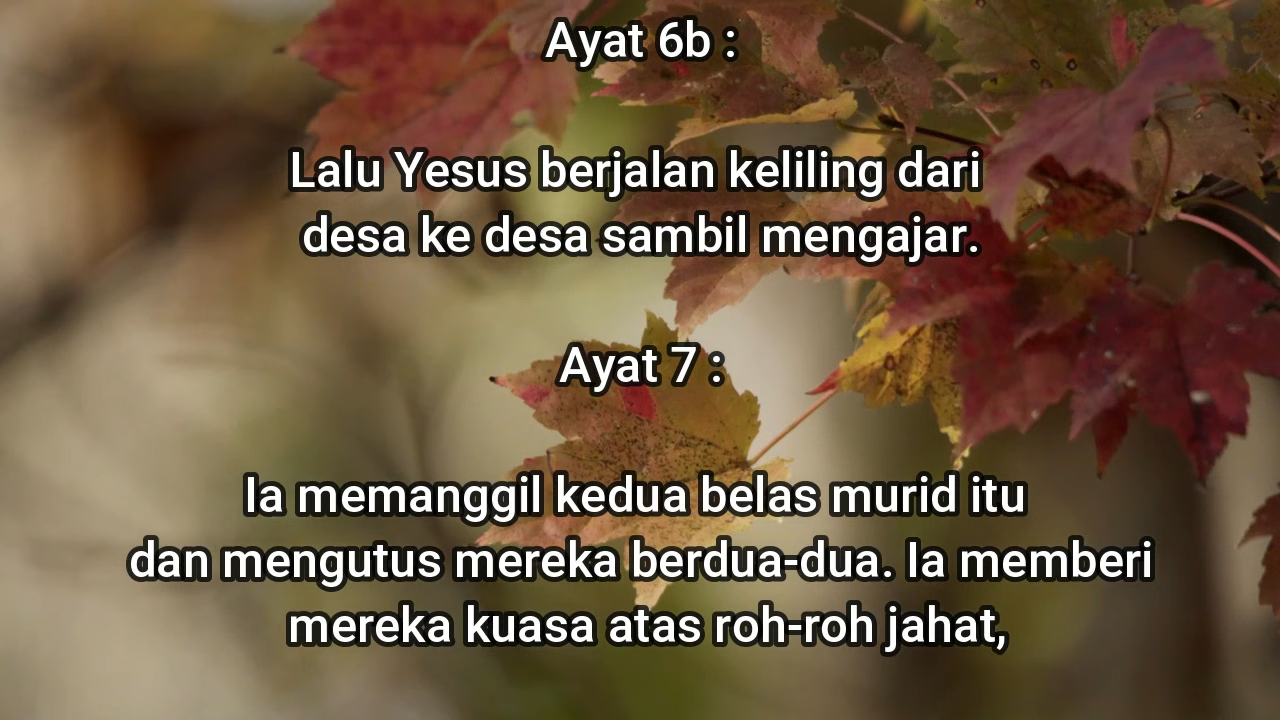 Ayat 6b :
Lalu Yesus berjalan keliling dari
desa ke desa sambil mengajar.
Ayat 7 :
Ia memanggil kedua belas murid itu
dan mengutus mereka berdua-dua. Ia memberi
mereka kuasa atas roh-roh jahat,